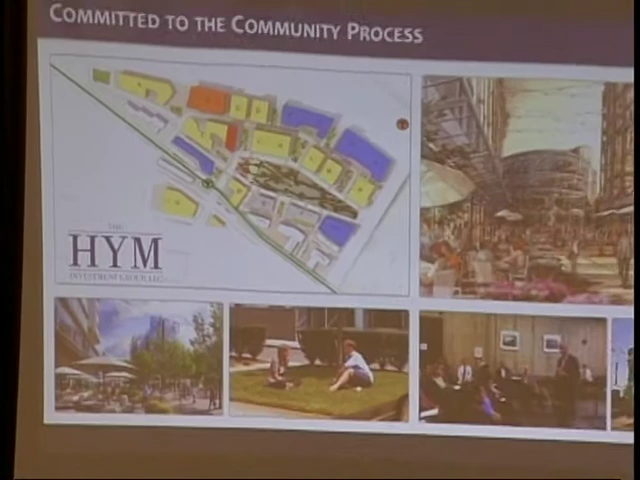 COMMITTED TO THE COMMUNITY PROCESS
THE
HYM
INVESTMENT GROUP, LLC